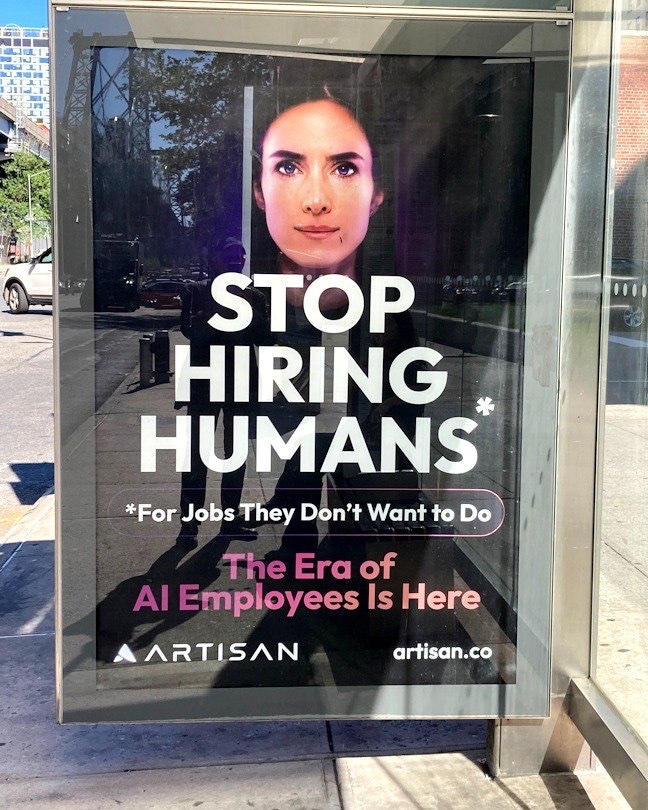 STOP
HIRING
HUMANS*
*For Jobs They Don't Want to Do
The Era of
AI Employees Is Here
ARTISAN
artisan.co